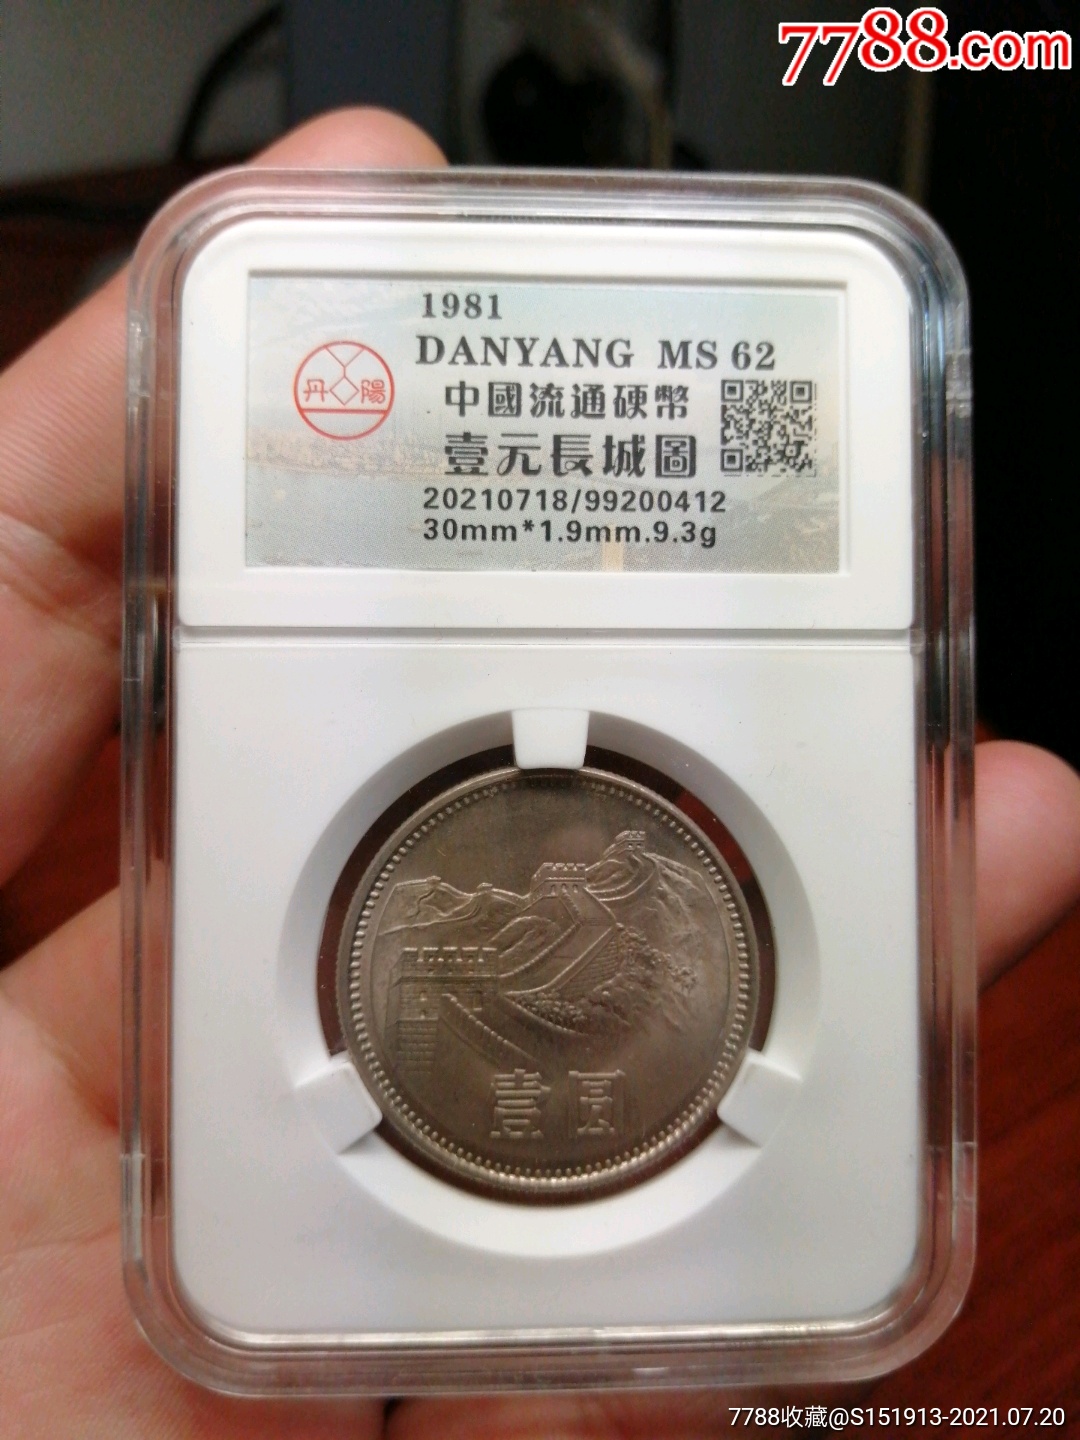 7788.com
1981
DANYANG MS 62
丹陽
中國流通硬幣
壹元長城圖
20210718/99200412
30mm*1.9mm.9.3g
壹圆
7788收藏@S151913-2021.07.20